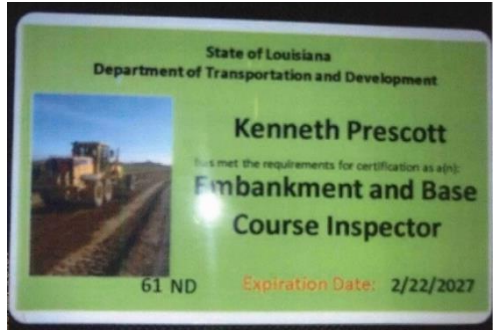 State of Louisiana
Department of Transportation and Development
Kenneth Prescott
has met the requirements for certification as a(n):
Embankment and Base
Course Inspector
61 ND
Expiration Date: 2/22/2027